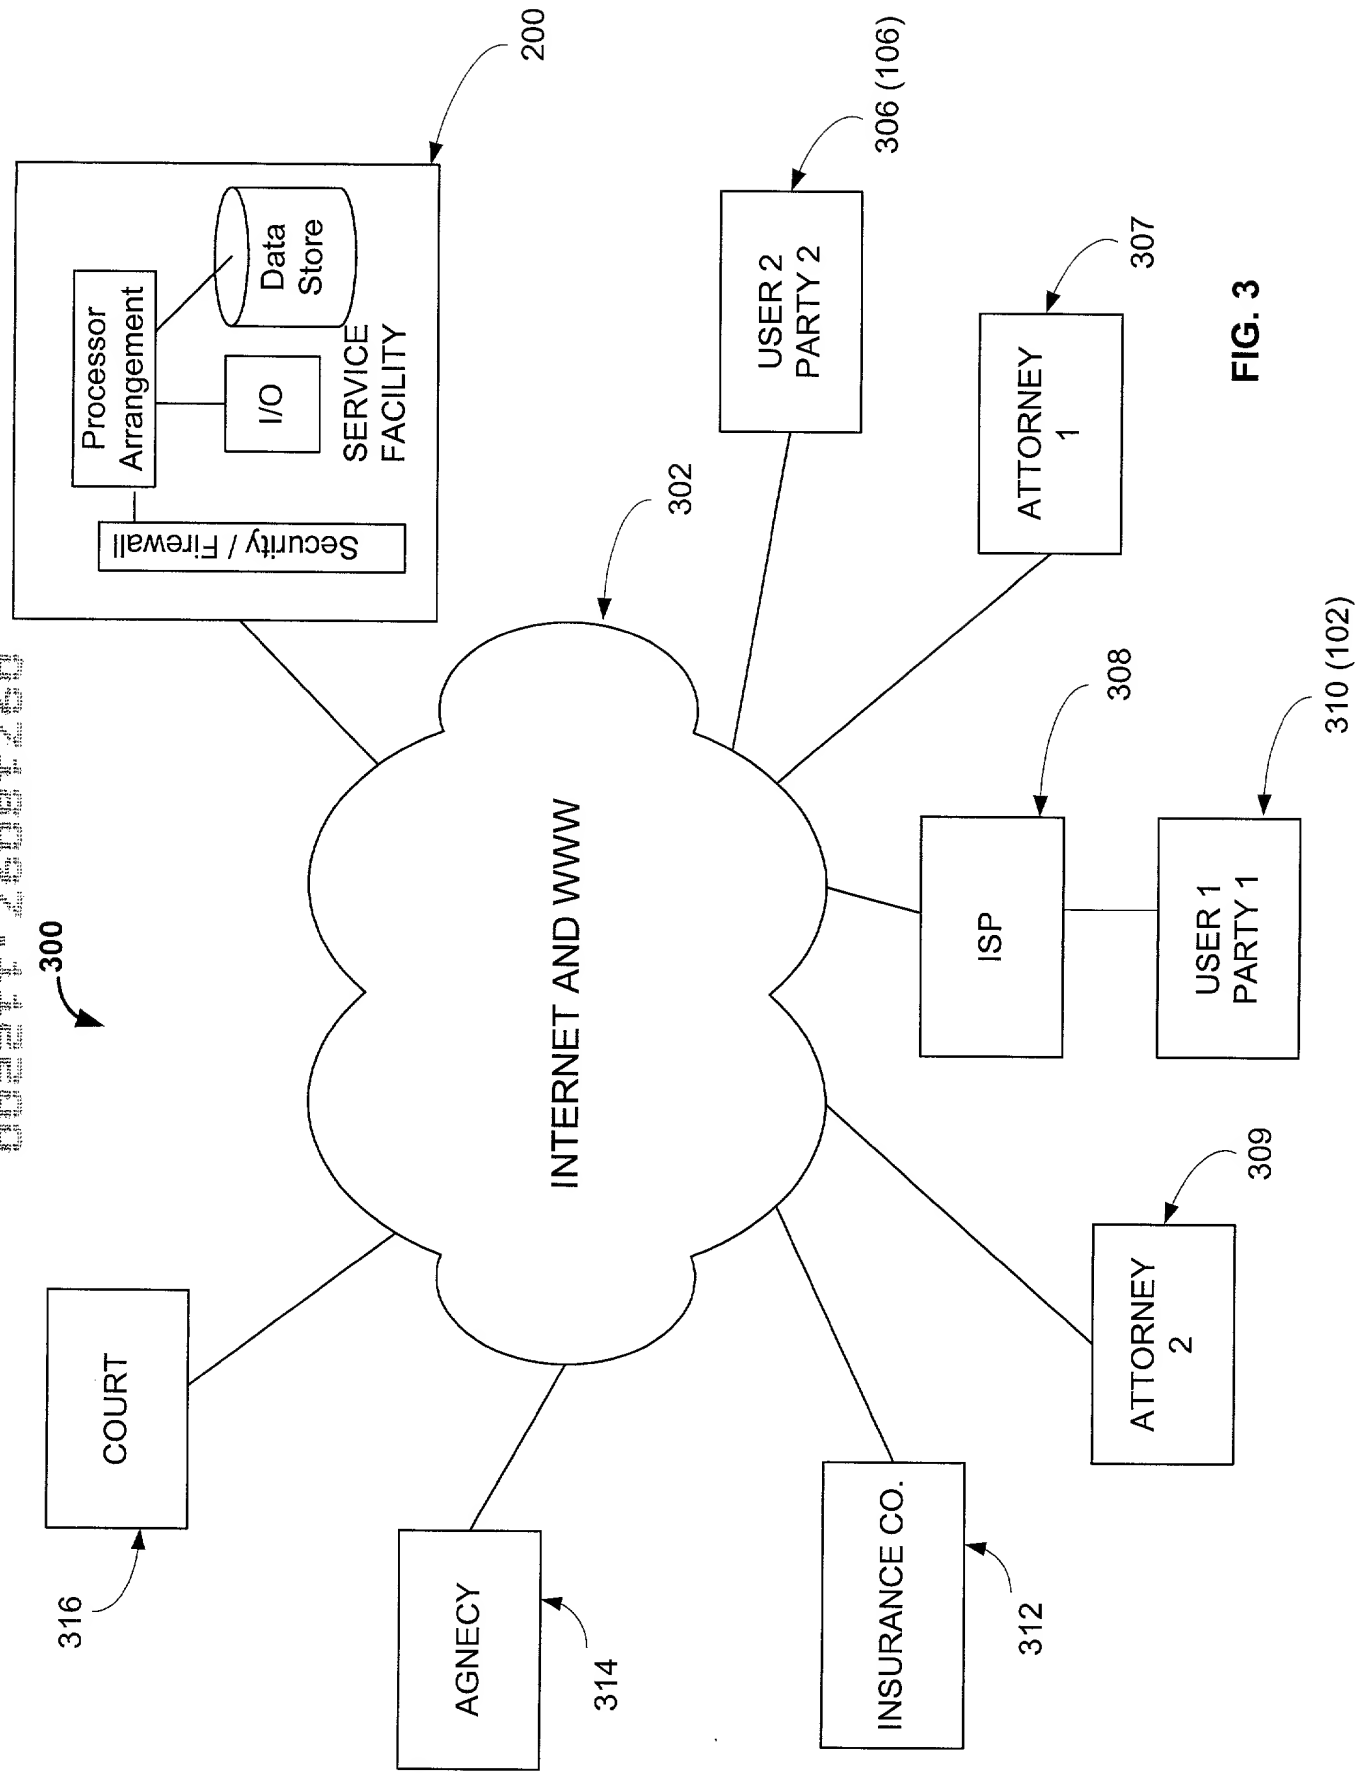 300
COURT
316
AGNECY
314
INSURANCE CO.
312
ATTORNEY
2
309
INTERNET AND WWW
302
ISP
308
USER 1
PARTY 1
310 (102)
ATTORNEY
1
307
USER 2
PARTY 2
306 (106)
Security / Firewall
Processor
Arrangement
I/O
Data
Store
SERVICE
FACILITY
200
FIG. 3